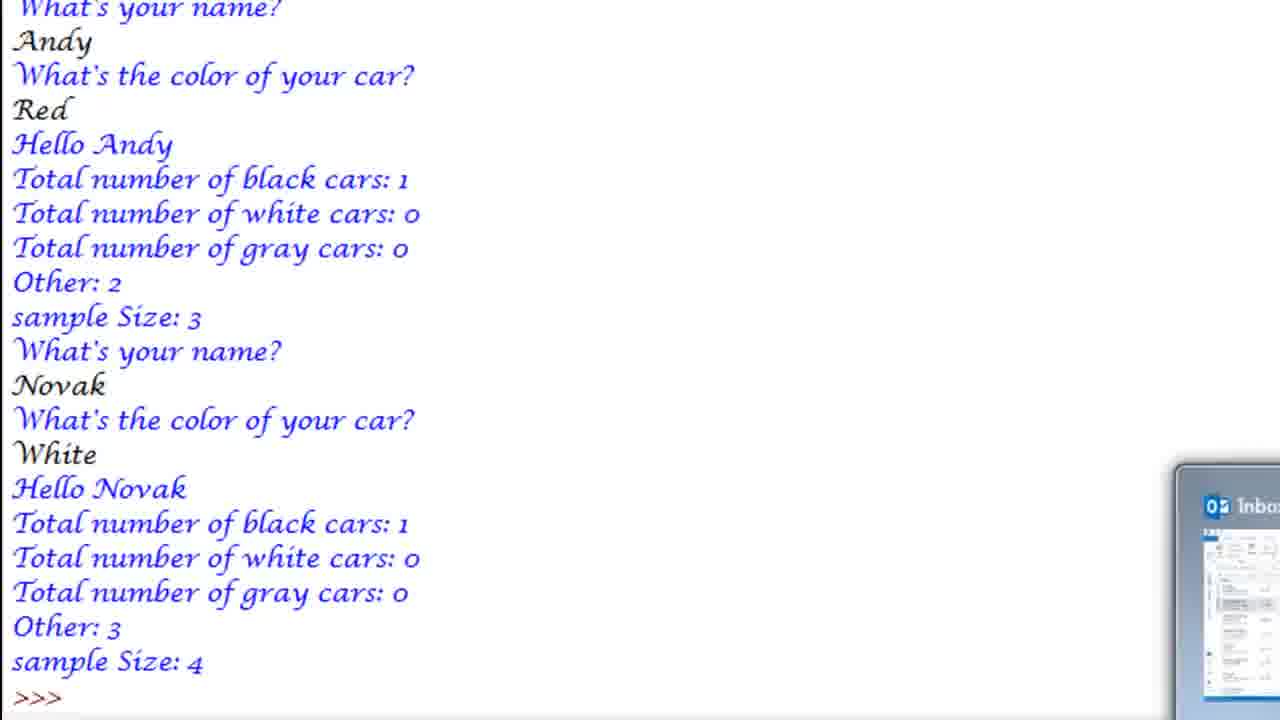 What's your name?
Andy
What's the color of your car?
Red
Hello Andy
Total number of black cars: 1
Total number of white cars: 0
Total number of gray cars: 0
Other: 2
sample Size: 3
What's your name?
Novak
What's the color of your car?
White
Hello Novak
Total number of black cars: 1
Total number of white cars: 0
Total number of gray cars: 0
Other: 3
sample Size: 4
>>>